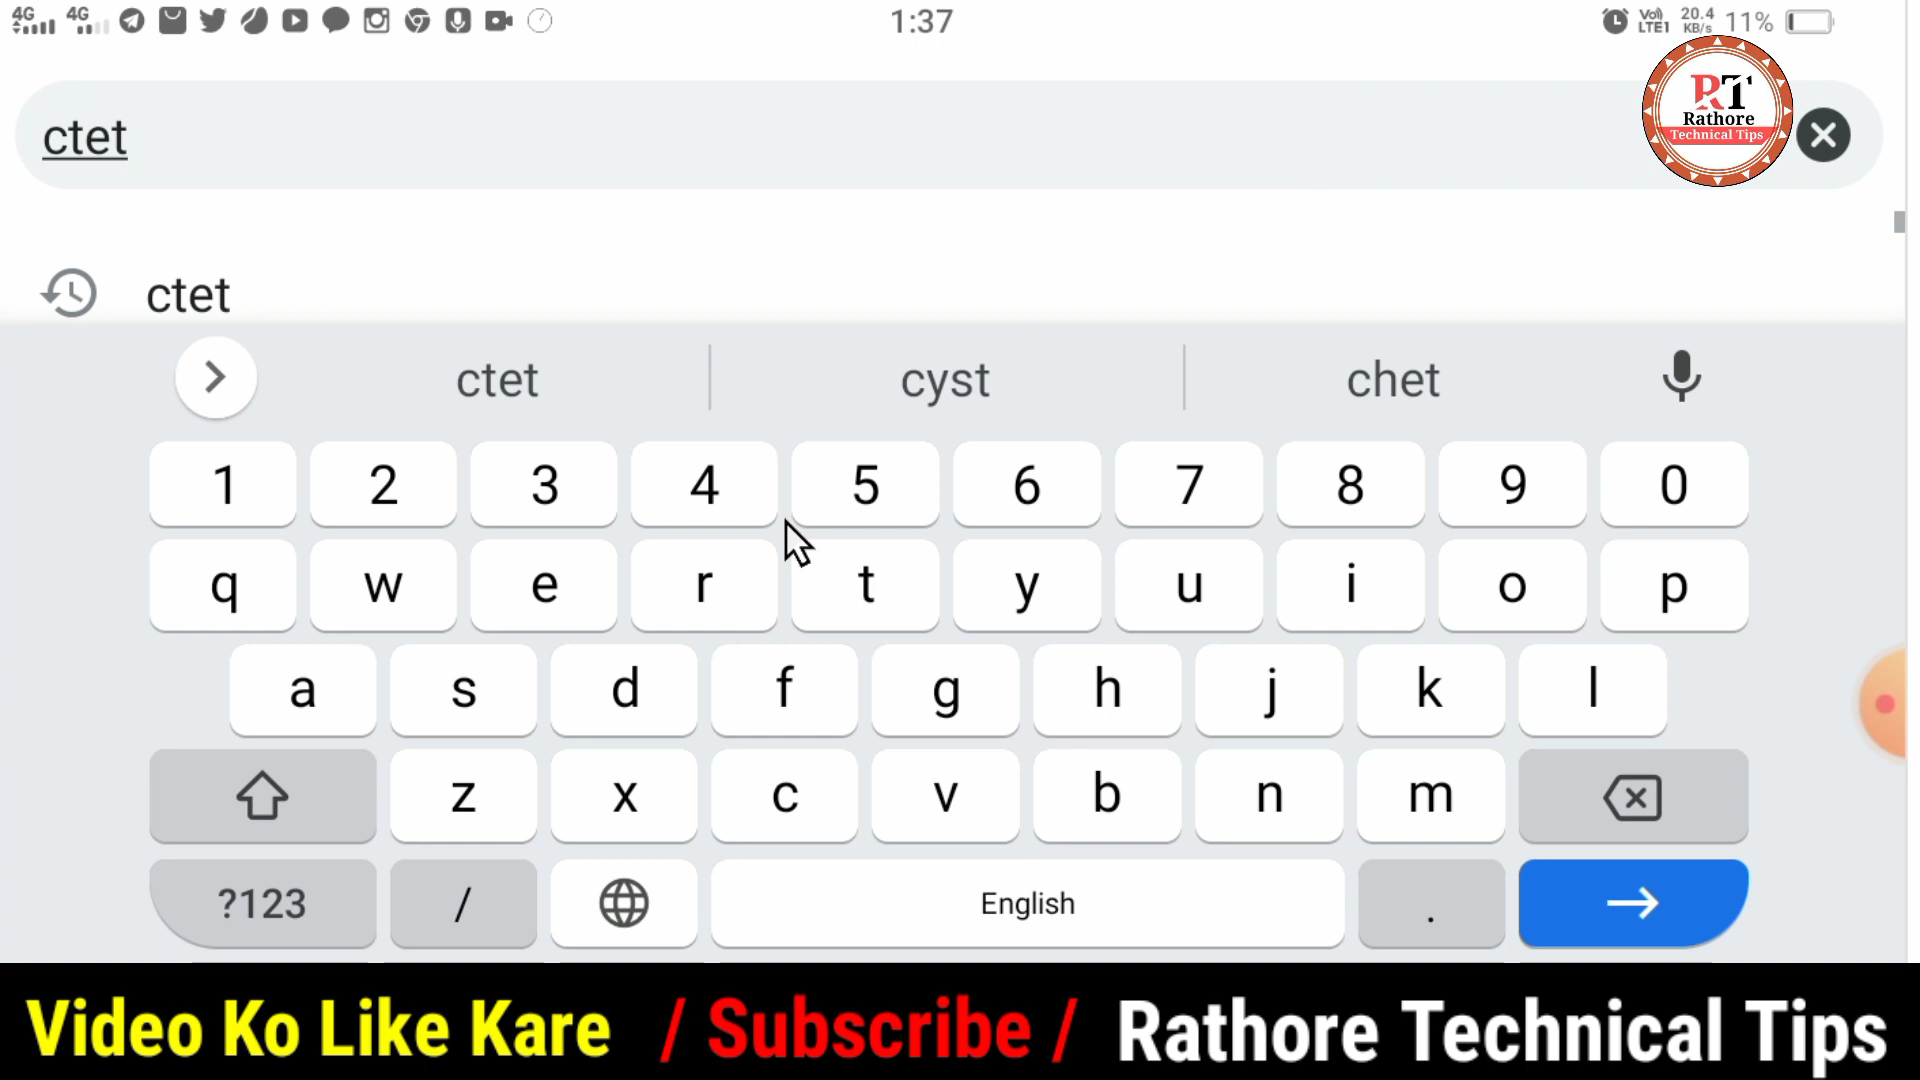 4G 4G 1:37 Vo) LTE1 20.4 KB/s 11%
ctet
RT
Rathore
Technical Tips
ctet
ctet cyst chet
1 2 3 4 5 6 7 8 9 0
q w e r t y u i o p
a s d f g h j k l
z x c v b n m
?123 / English .
Video Ko Like Kare / Subscribe / Rathore Technical Tips